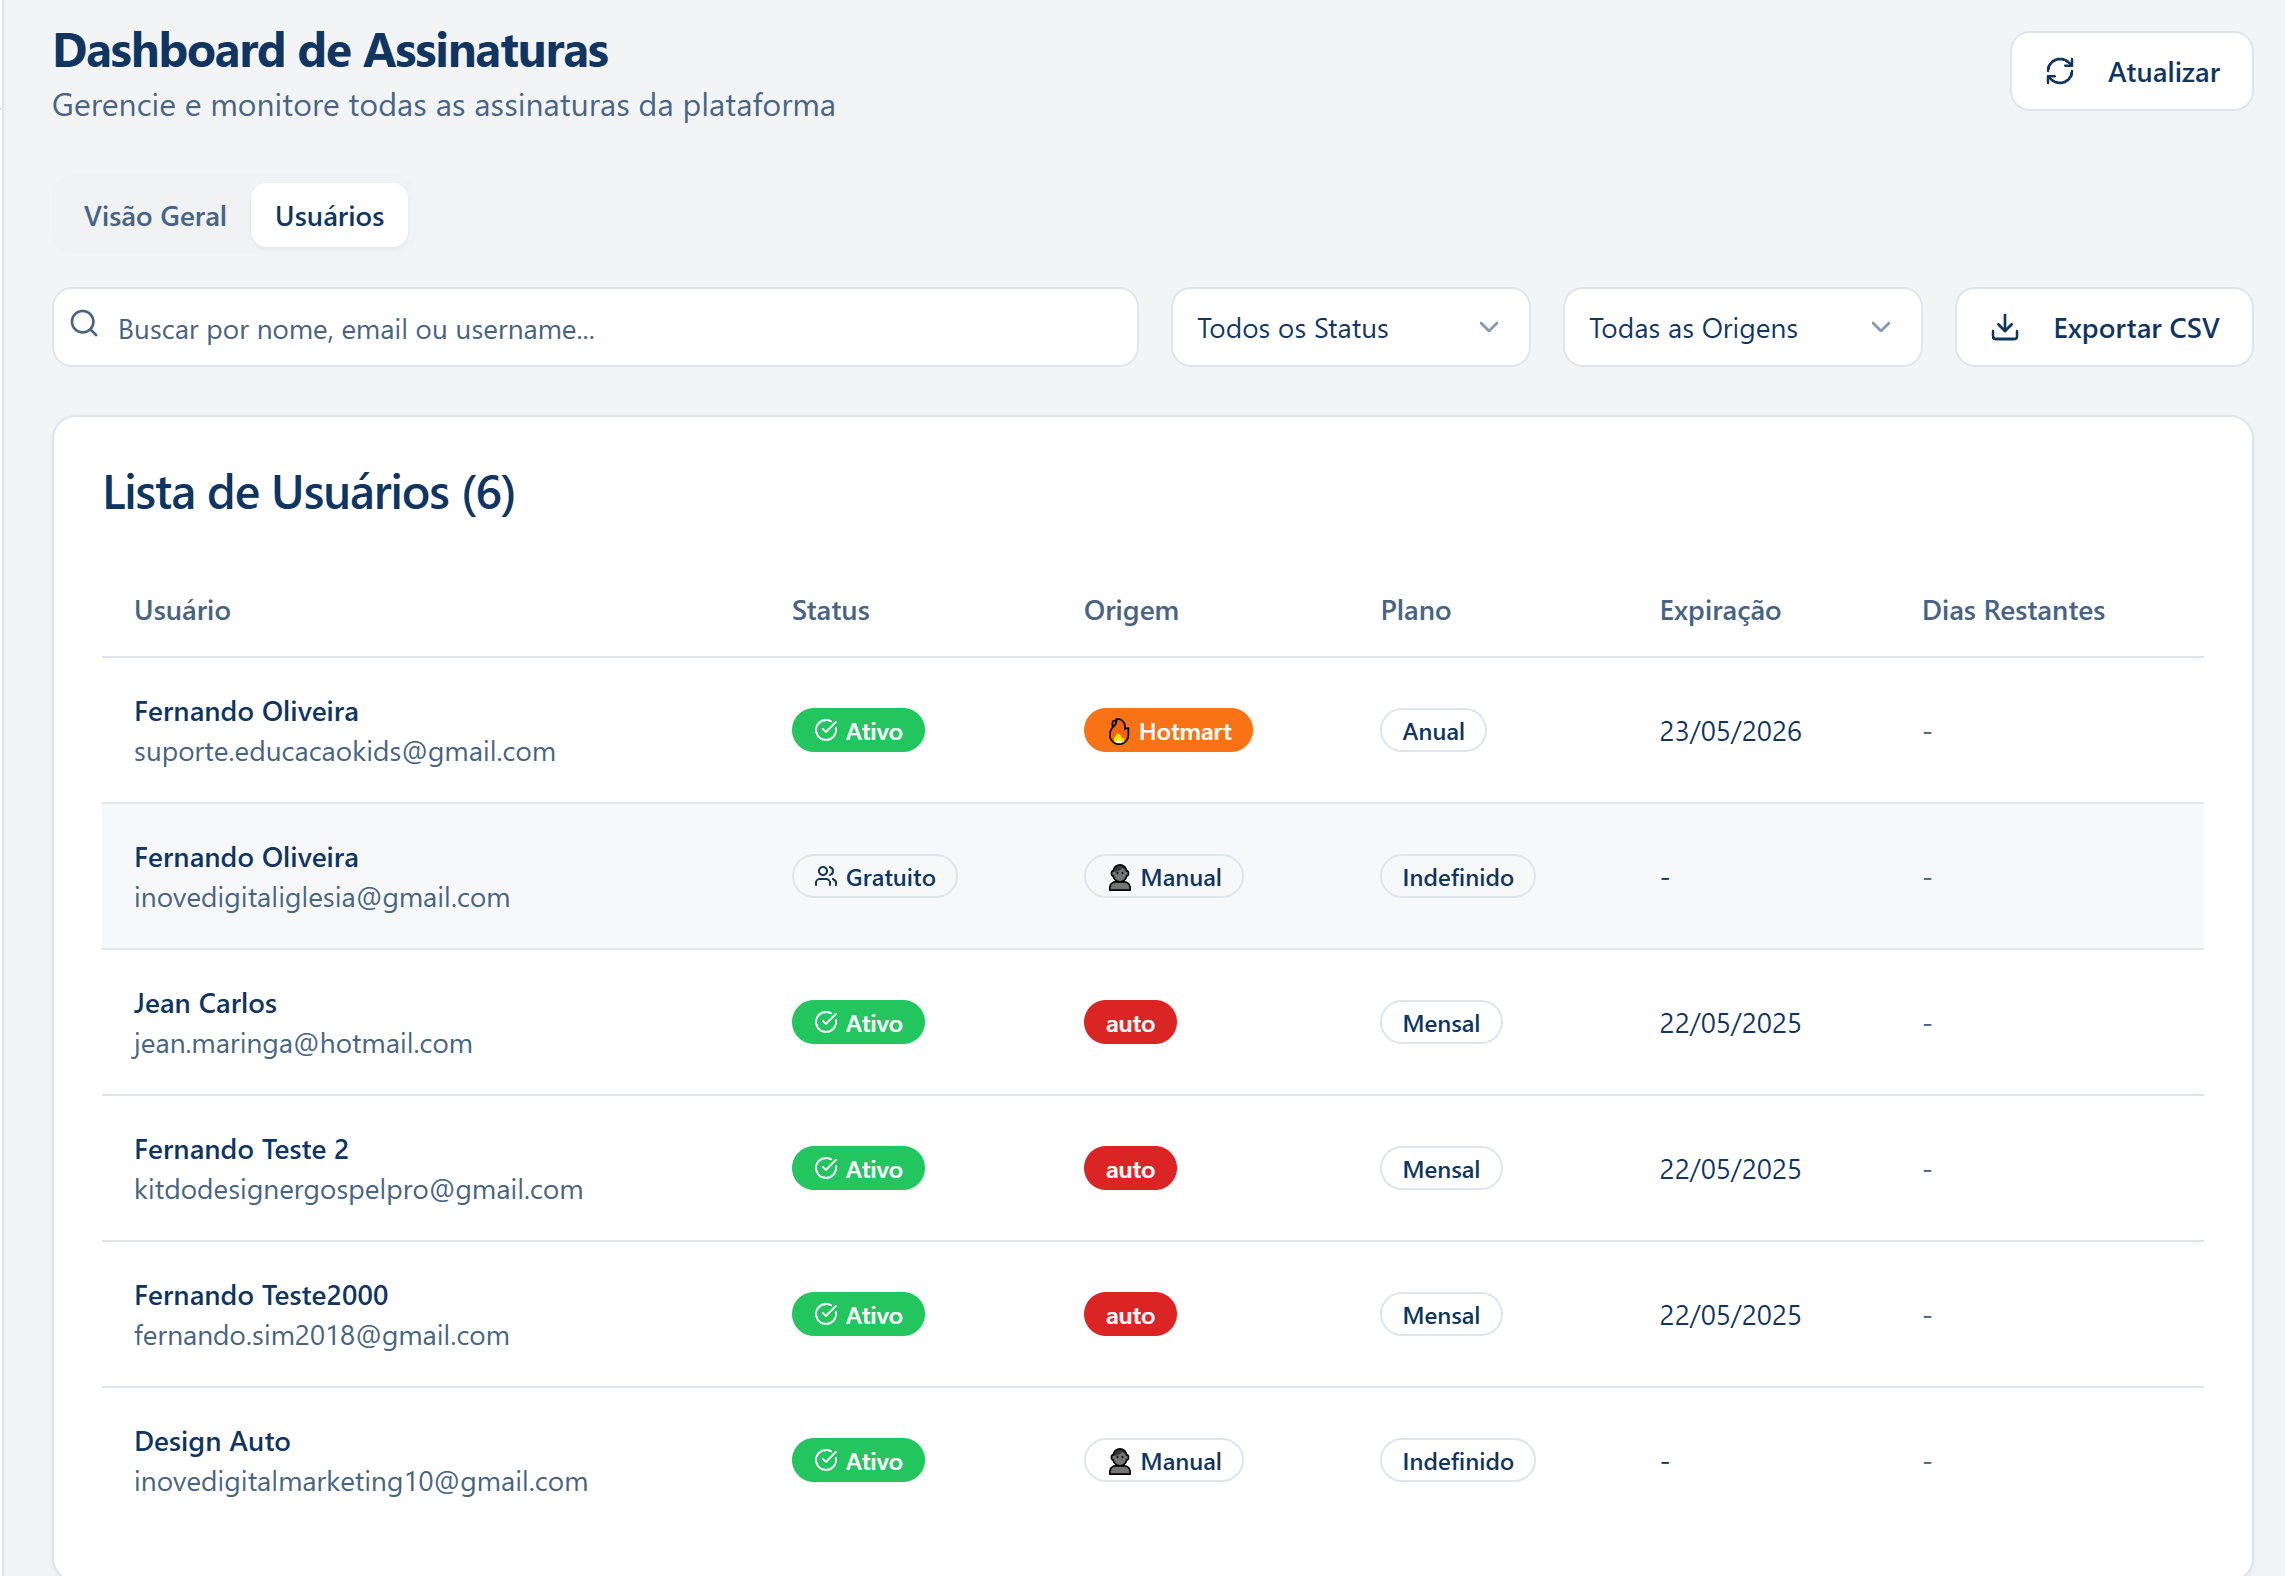 Dashboard de Assinaturas
Gerencie e monitore todas as assinaturas da plataforma
Atualizar
Visão Geral
Usuários
Buscar por nome, email ou username...
Todos os Status
Todas as Origens
Exportar CSV
Lista de Usuários (6)
Usuário Status Origem Plano Expiração Dias Restantes
Fernando Oliveira
suporte.educacaokids@gmail.com
Ativo Hotmart Anual 23/05/2026 -
Fernando Oliveira
inovedigitaliglesia@gmail.com
Gratuito Manual Indefinido - -
Jean Carlos
jean.maringa@hotmail.com
Ativo auto Mensal 22/05/2025 -
Fernando Teste 2
kitdodesignergospelpro@gmail.com
Ativo auto Mensal 22/05/2025 -
Fernando Teste2000
fernando.sim2018@gmail.com
Ativo auto Mensal 22/05/2025 -
Design Auto
inovedigitalmarketing10@gmail.com
Ativo Manual Indefinido - -